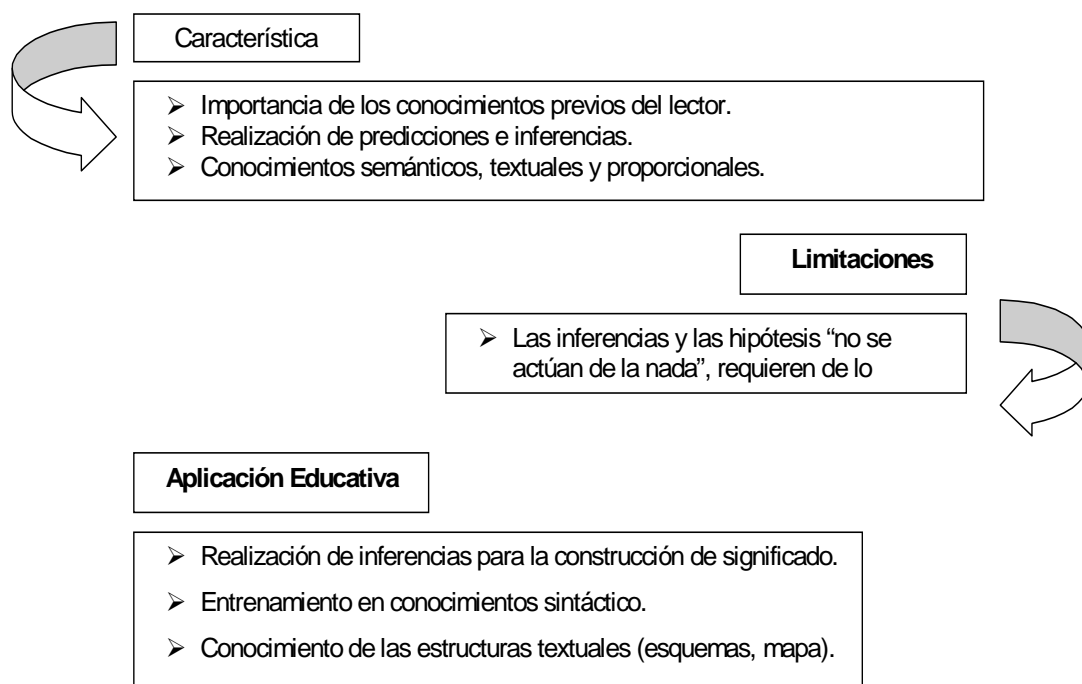 Característica
➢ Importancia de los conocimientos previos del lector.
➢ Realización de predicciones e inferencias.
➢ Conocimientos semánticos, textuales y proporcionales.
Limitaciones
➢ Las inferencias y las hipótesis “no se
actúan de la nada”, requieren de lo
Aplicación Educativa
➢ Realización de inferencias para la construcción de significado.
➢ Entrenamiento en conocimientos sintáctico.
➢ Conocimiento de las estructuras textuales (esquemas, mapa).